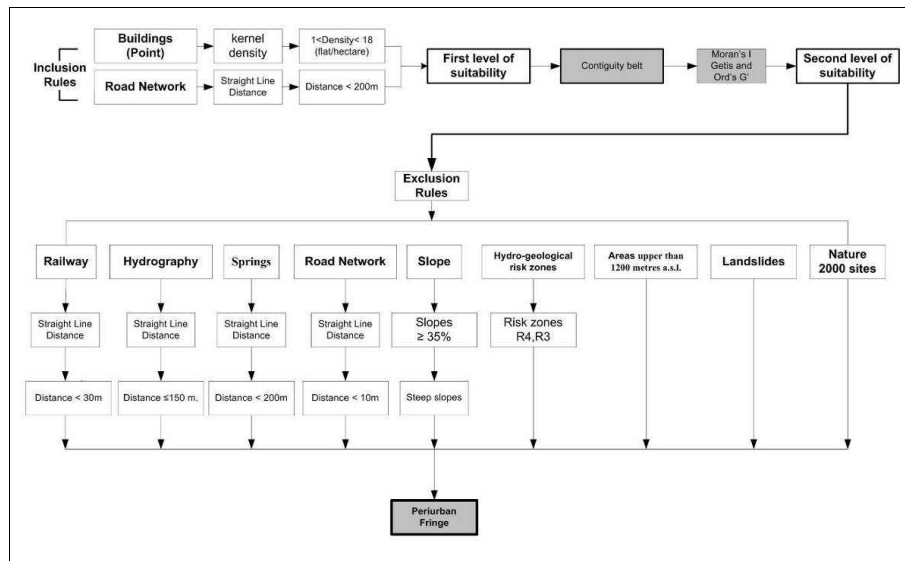 Inclusion
Rules
Buildings
(Point)
kernel
density
1<Density< 18
(flat/hectare)
Road Network
Straight Line
Distance
Distance < 200m
First level of
suitability
Contiguity belt
Moran's I
Getis and
Ord's G'
Second level of
suitability
Exclusion
Rules
Railway
Hydrography
Springs
Road Network
Slope
Hydro-geological
risk zones
Areas upper than
1200 metres a.s.l.
Landslides
Nature
2000 sites
Straight Line
Distance
Straight Line
Distance
Straight Line
Distance
Straight Line
Distance
Slopes
≥ 35%
Risk zones
R4,R3
Distance < 30m
Distance ≤150 m.
Distance < 200m
Distance < 10m
Steep slopes
Periurban
Fringe